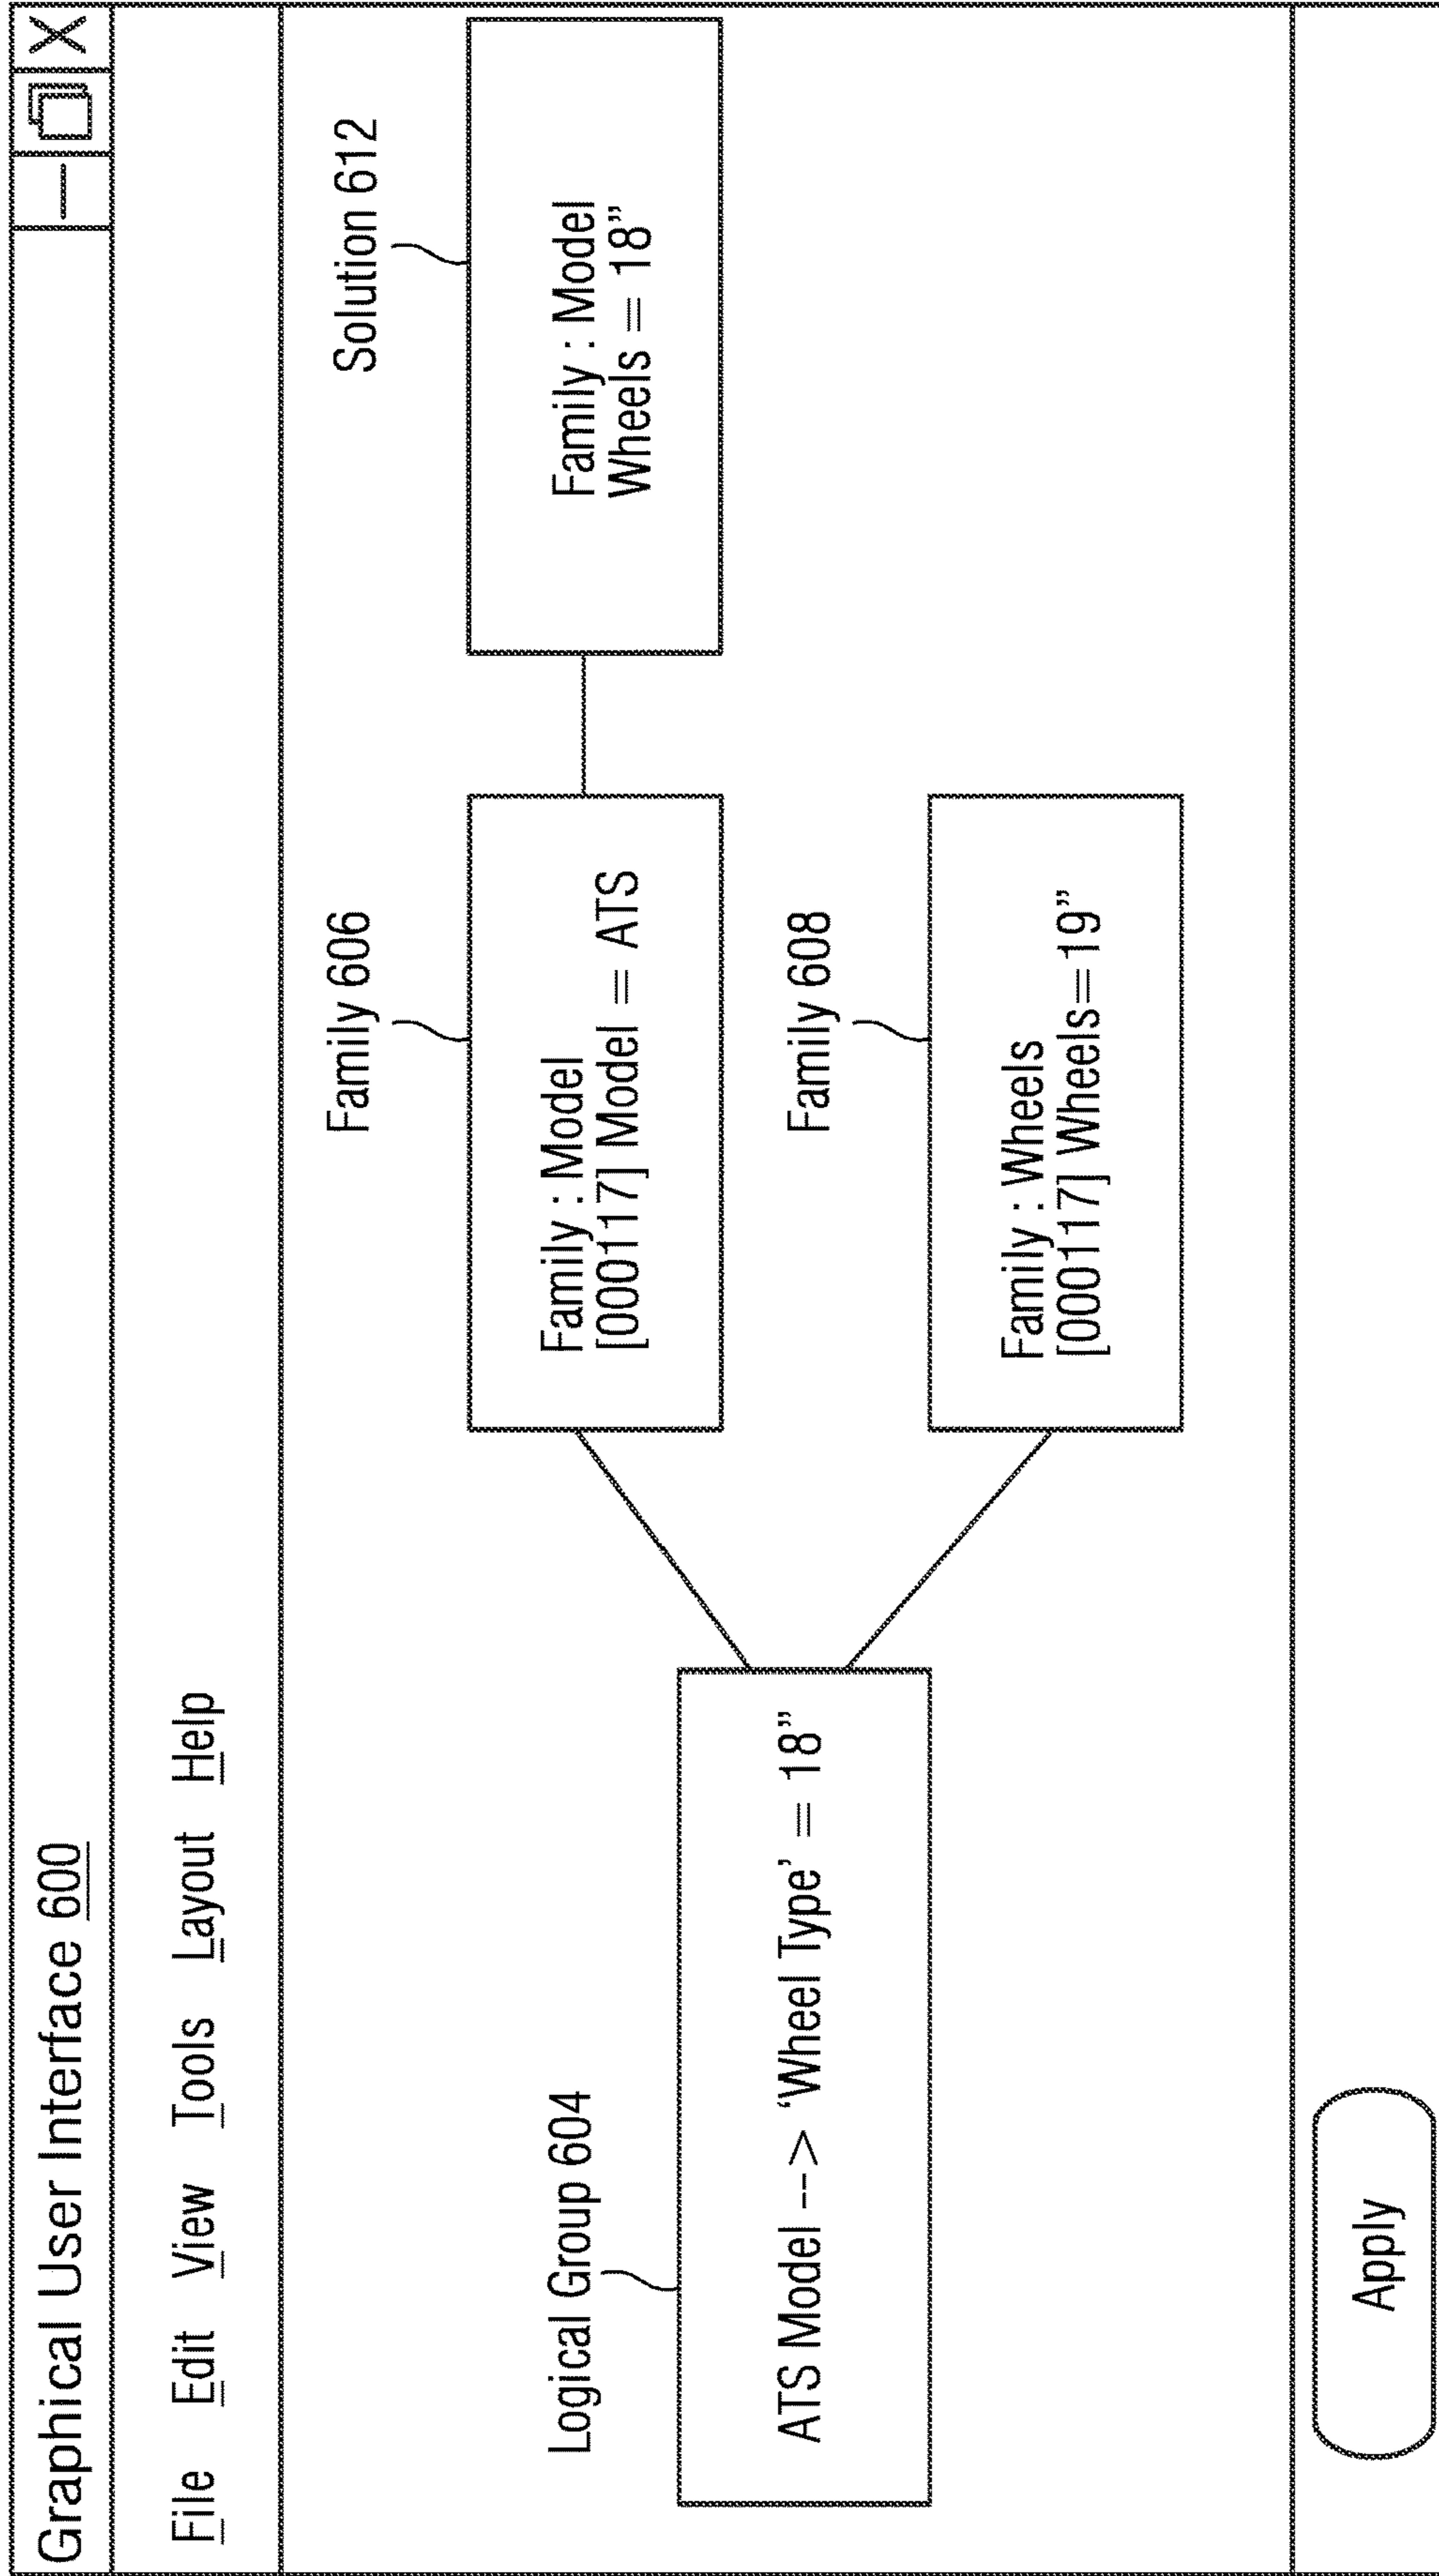 Graphical User Interface 600
File Edit View Tools Layout Help
Logical Group 604
ATS Model --> ‘Wheel Type’ = 18”
Family 606
Family : Model
[000117] Model = ATS
Family 608
Family : Wheels
[000117] Wheels=19”
Solution 612
Family : Model
Wheels = 18”
Apply